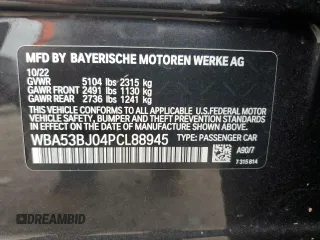 MFD BY BAYERISCHE MOTOREN WERKE AG
10/22
GVWR 5104 lbs 2315 kg
GAWR FRONT 2491 lbs 1130 kg
GAWR REAR 2736 lbs 1241 kg
THIS VEHICLE CONFORMS TO ALL APPLICABLE
U.S. FEDERAL MOTOR VEHICLE SAFETY, BUMPER,
AND THEFT PREVENTION STANDARDS IN EFFECT
ON THE DATE OF MANUFACTURE SHOWN ABOVE.
WBA53BJ04PCL88945
TYPE: PASSENGER CAR
A90/7
7315814
DREAMBID